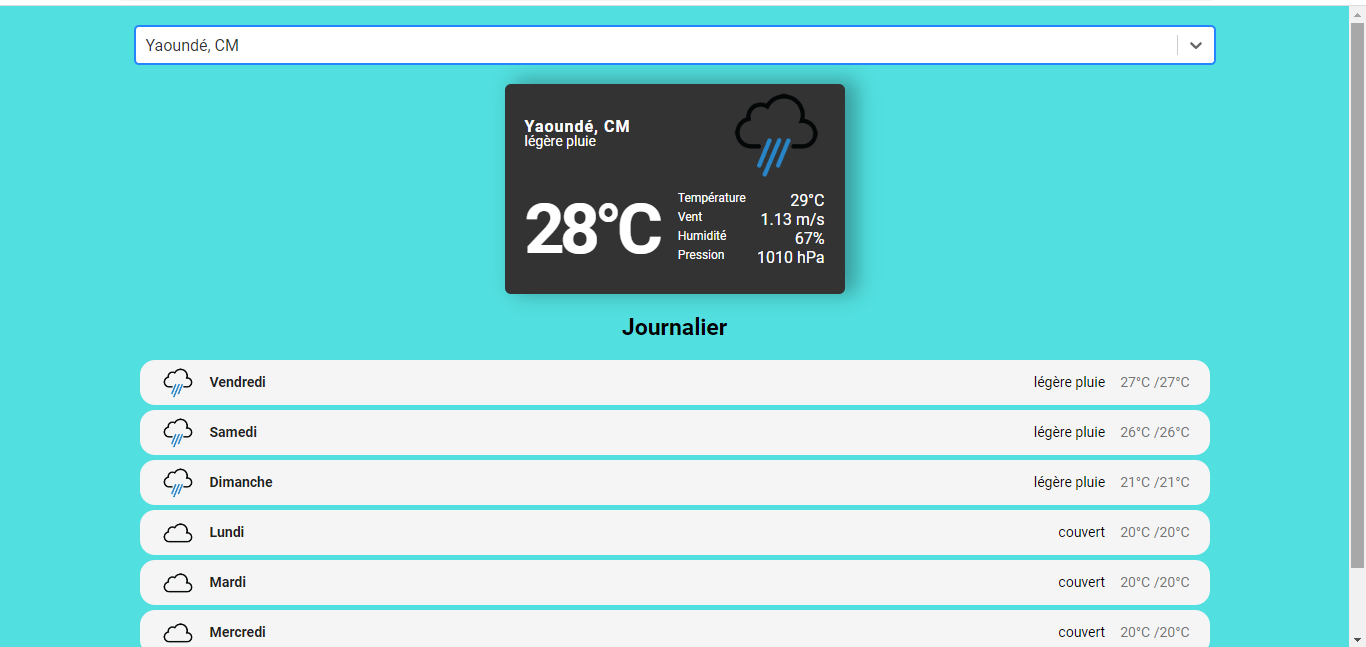 Yaoundé, CM
Yaoundé, CM
légère pluie
28°C
Température 29°C
Vent 1.13 m/s
Humidité 67%
Pression 1010 hPa
Journalier
Vendredi légère pluie 27°C /27°C
Samedi légère pluie 26°C /26°C
Dimanche légère pluie 21°C /21°C
Lundi couvert 20°C /20°C
Mardi couvert 20°C /20°C
Mercredi couvert 20°C /20°C